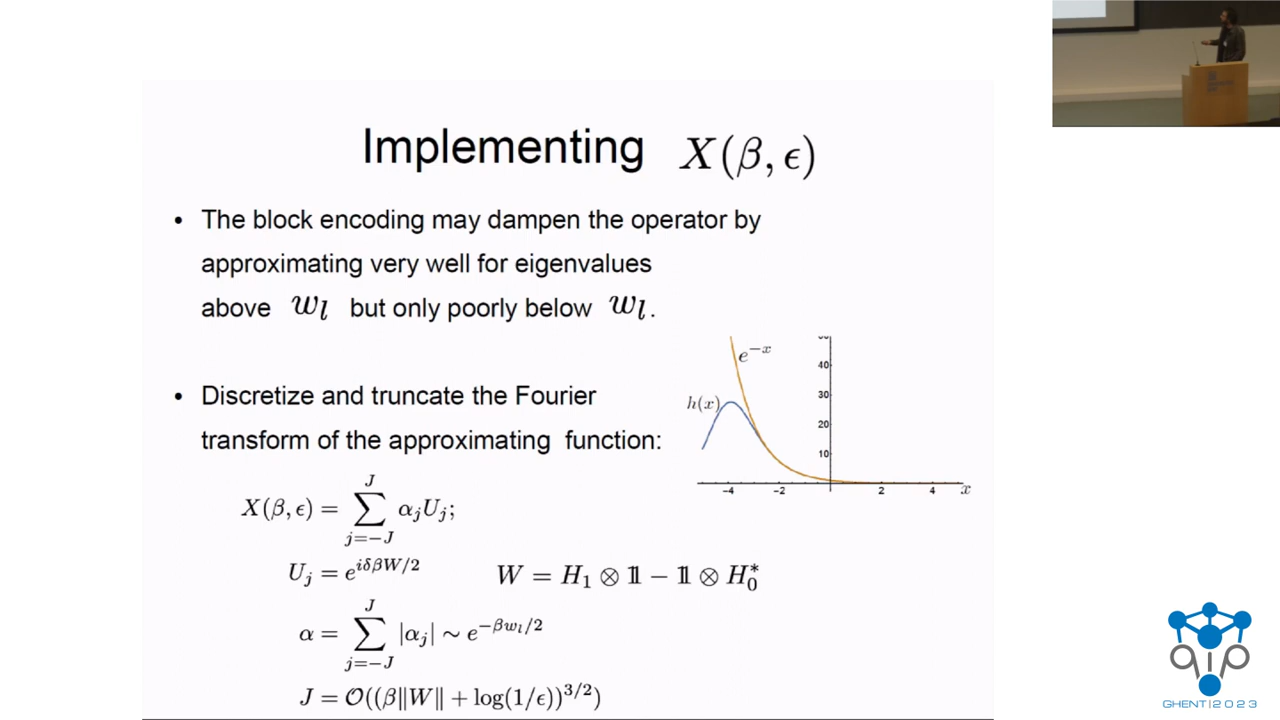 Implementing X(β, ϵ)
• The block encoding may dampen the operator by
approximating very well for eigenvalues
above w_l but only poorly below w_l.
• Discretize and truncate the Fourier
transform of the approximating function:
e^{-x}
h(x)
40
30
20
10
-4 -2 2 4 x
X(β, ϵ) = \sum_{j=-J}^{J} α_j U_j;
U_j = e^{iδβW/2} W = H_1 ⊗ 𝟙 − 𝟙 ⊗ H_0^*
α = \sum_{j=-J}^{J} |α_j| ∼ e^{-βw_l/2}
J = 𝒪((β‖W‖ + log(1/ϵ))^{3/2})
qip
GHENT|2023